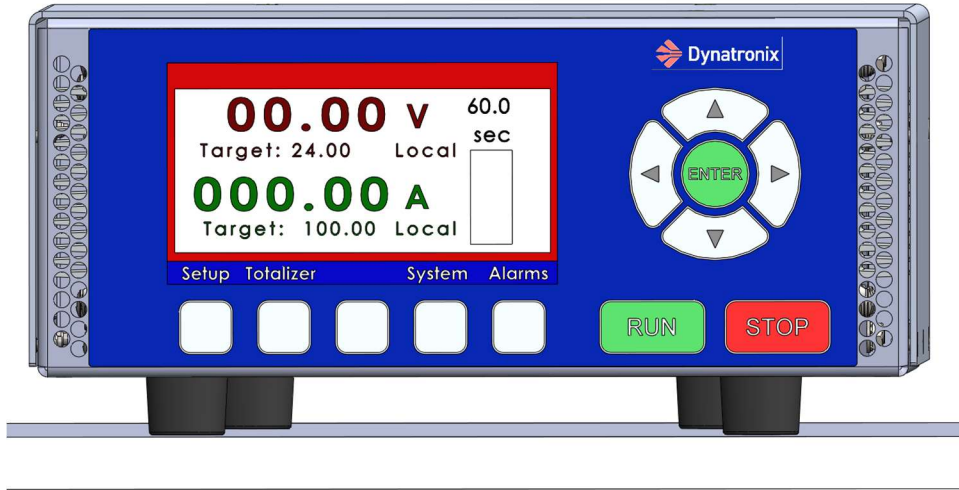 Dynatronix
00.00 V
60.0
sec
Target: 24.00 Local
000.00 A
Target: 100.00 Local
Setup Totalizer System Alarms
ENTER
RUN STOP